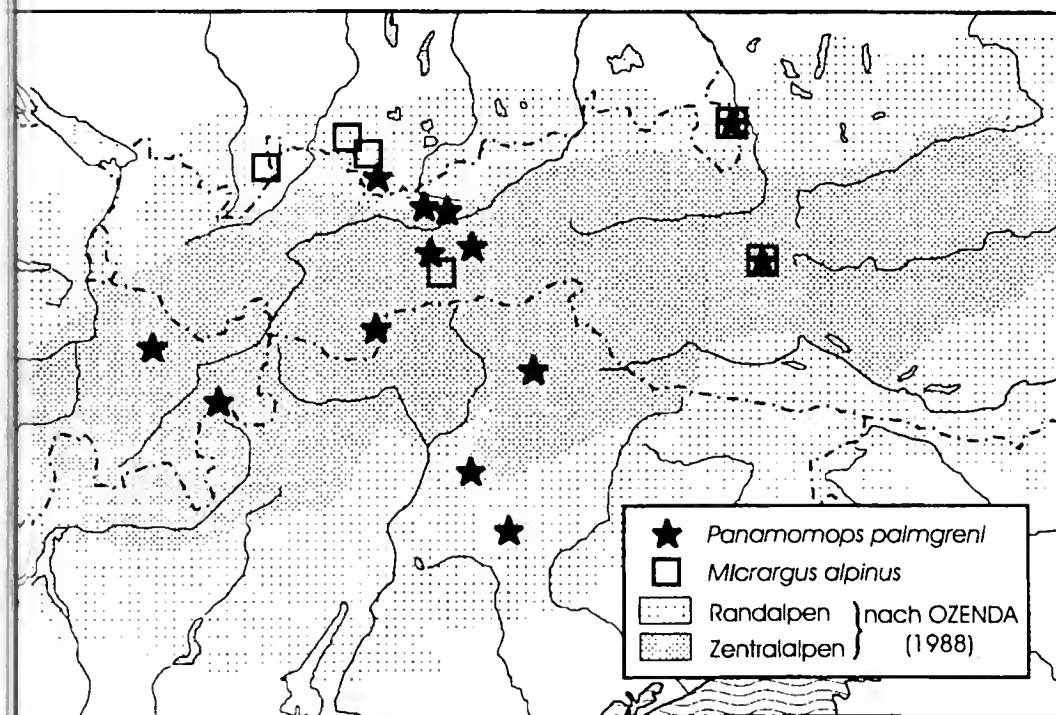 Panamomops palmgreni
Micrargus alpinus
Randalpen
Zentralalpen
nach OZENDA
(1988)